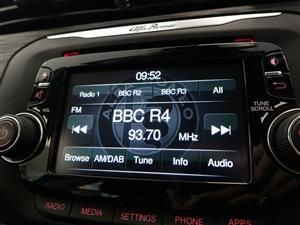 Alfa Romeo
09:52
Radio 1 BBC R2 BBC R3 All
FM
BBC R4
93.70 MHz
VOL
TUNE
SCROLL
Browse AM/DAB Tune Info Audio
RADIO MEDIA SETTINGS PHONE APPS